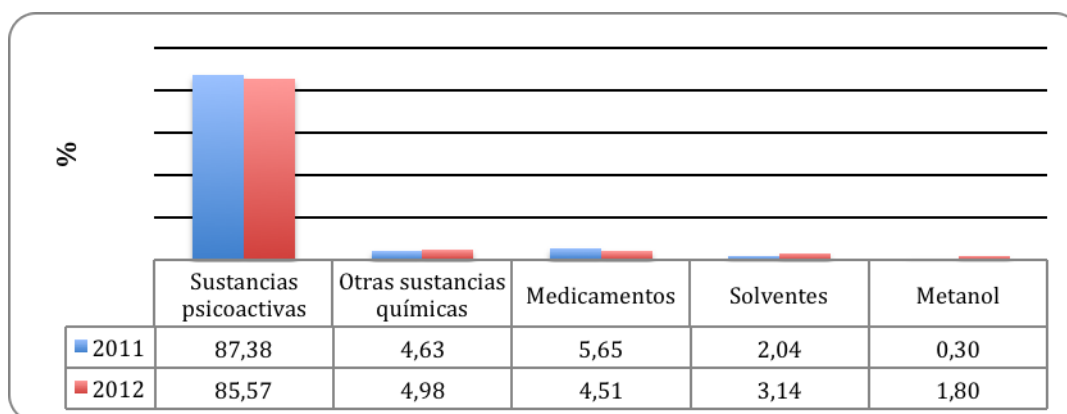 %
Sustancias psicoactivas
Otras sustancias químicas
Medicamentos
Solventes
Metanol
2011 87,38 4,63 5,65 2,04 0,30
2012 85,57 4,98 4,51 3,14 1,80